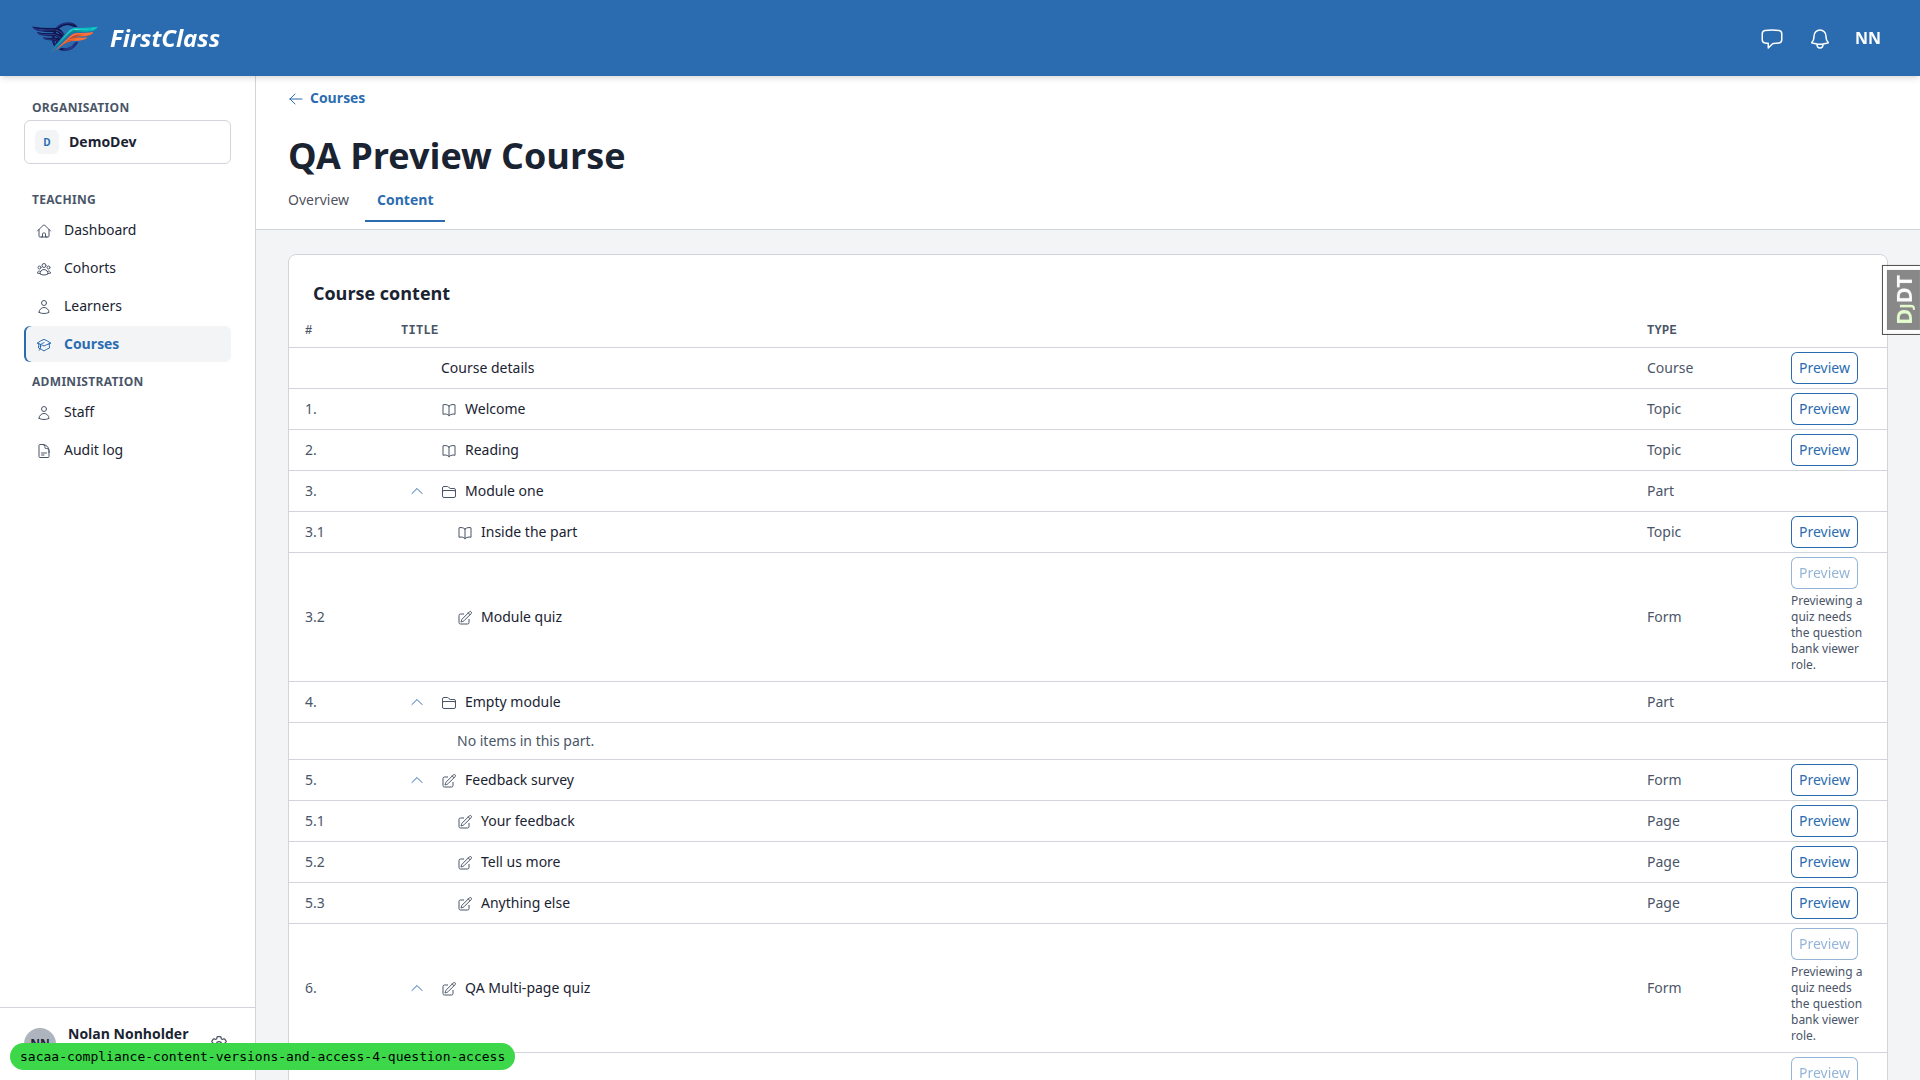 FirstClass
NN
ORGANISATION
D DemoDev
TEACHING
Dashboard
Cohorts
Learners
Courses
ADMINISTRATION
Staff
Audit log
Nolan Nonholder
sacaa-compliance-content-versions-and-access-4-question-access
Courses
QA Preview Course
Overview Content
Course content
# TITLE TYPE
Course details Course Preview
1. Welcome Topic Preview
2. Reading Topic Preview
3. Module one Part
3.1 Inside the part Topic Preview
3.2 Module quiz Form Preview
Previewing a
quiz needs
the question
bank viewer
role.
4. Empty module Part
No items in this part.
5. Feedback survey Form Preview
5.1 Your feedback Page Preview
5.2 Tell us more Page Preview
5.3 Anything else Page Preview
6. QA Multi-page quiz Form Preview
Previewing a
quiz needs
the question
bank viewer
role.
Preview
DjDT